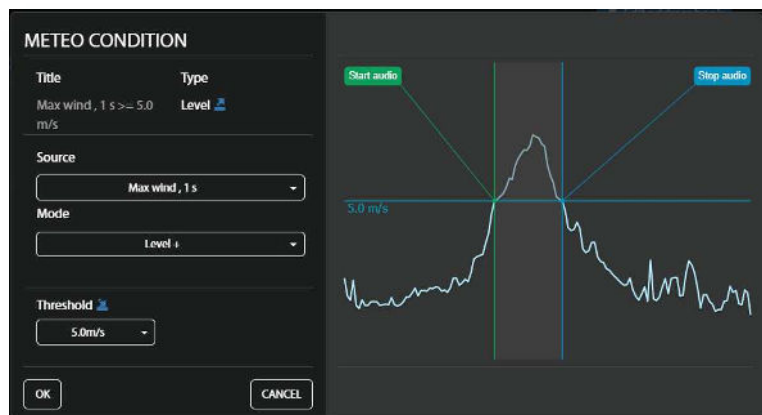 METEO CONDITION
Title Type
Max wind , 1 s >= 5.0 Level
m/s
Source
Max wind , 1 s
Mode
Level +
Threshold
5.0m/s
OK CANCEL
Start audio Stop audio
5.0 m/s